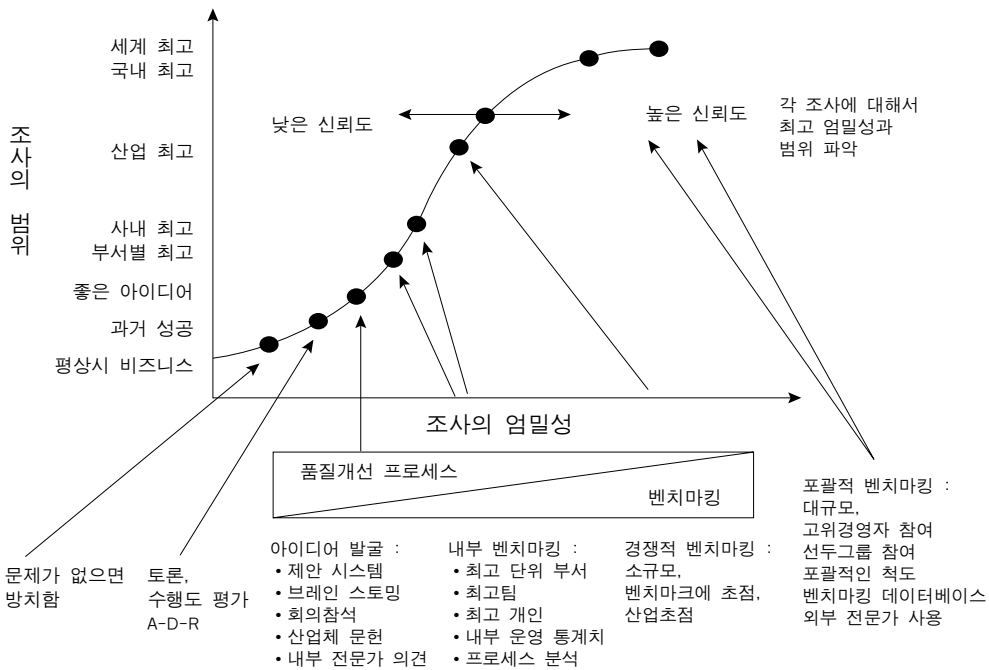 세계 최고
국내 최고
산업 최고
사내 최고
부서별 최고
좋은 아이디어
과거 성공
평상시 비즈니스
조사의 범위
낮은 신뢰도
높은 신뢰도
각 조사에 대해서
최고 엄밀성과
범위 파악
조사의 엄밀성
품질개선 프로세스
벤치마킹
문제가 없으면
방치함
토론,
수행도 평가
A-D-R
아이디어 발굴 :
• 제안 시스템
• 브레인 스토밍
• 회의참석
• 산업체 문헌
• 내부 전문가 의견
내부 벤치마킹 :
• 최고 단위 부서
• 최고팀
• 최고 개인
• 내부 운영 통계치
• 프로세스 분석
경쟁적 벤치마킹 :
소규모,
벤치마크에 초점,
산업초점
포괄적 벤치마킹 :
대규모,
고위경영자 참여
선두그룹 참여
포괄적인 척도
벤치마킹 데이터베이스
외부 전문가 사용